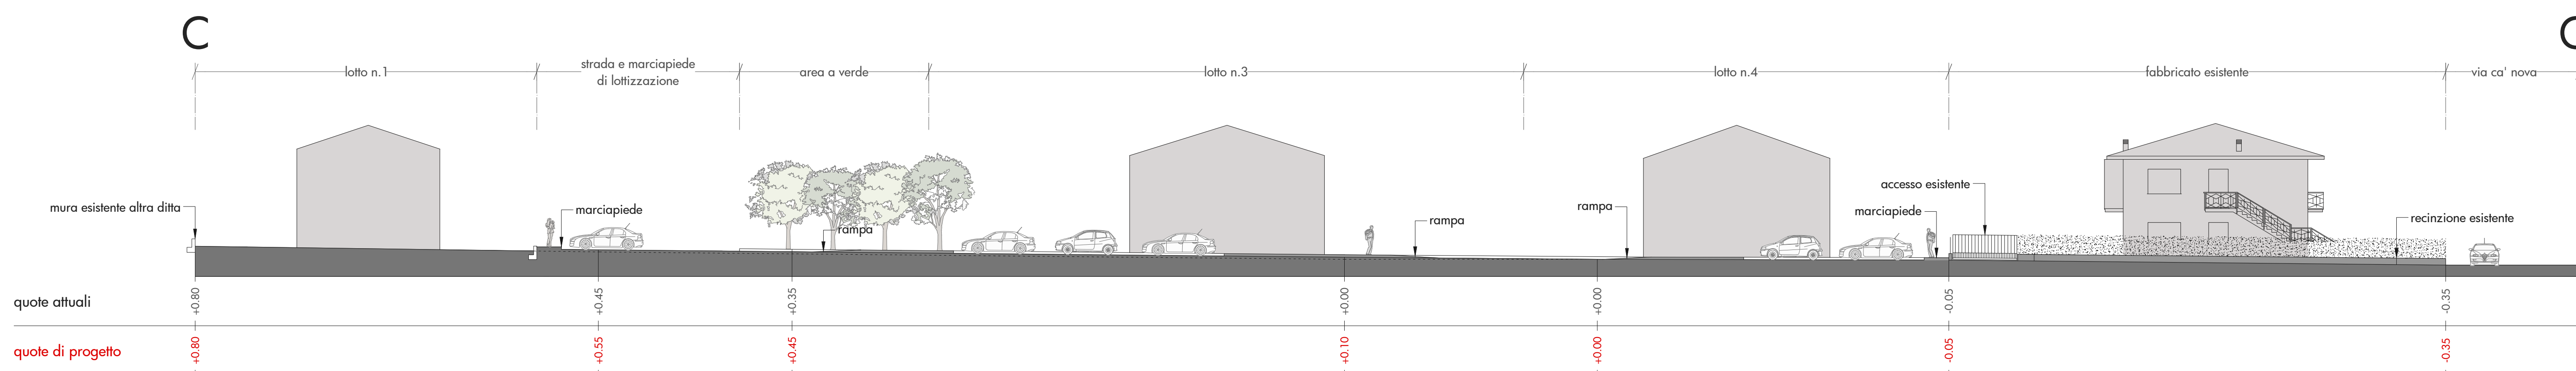 C
C
lotto n.1
strada e marciapiede
di lottizzazione
area a verde
lotto n.3
lotto n.4
fabbricato esistente
via ca' nova
mura esistente altra ditta
marciapiede
rampa
rampa
rampa
accesso esistente
marciapiede
recinzione esistente
quote attuali
+0.80
+0.45
+0.35
+0.00
+0.00
-0.05
-0.35
quote di progetto
+0.80
+0.55
+0.45
+0.10
+0.00
-0.05
-0.35